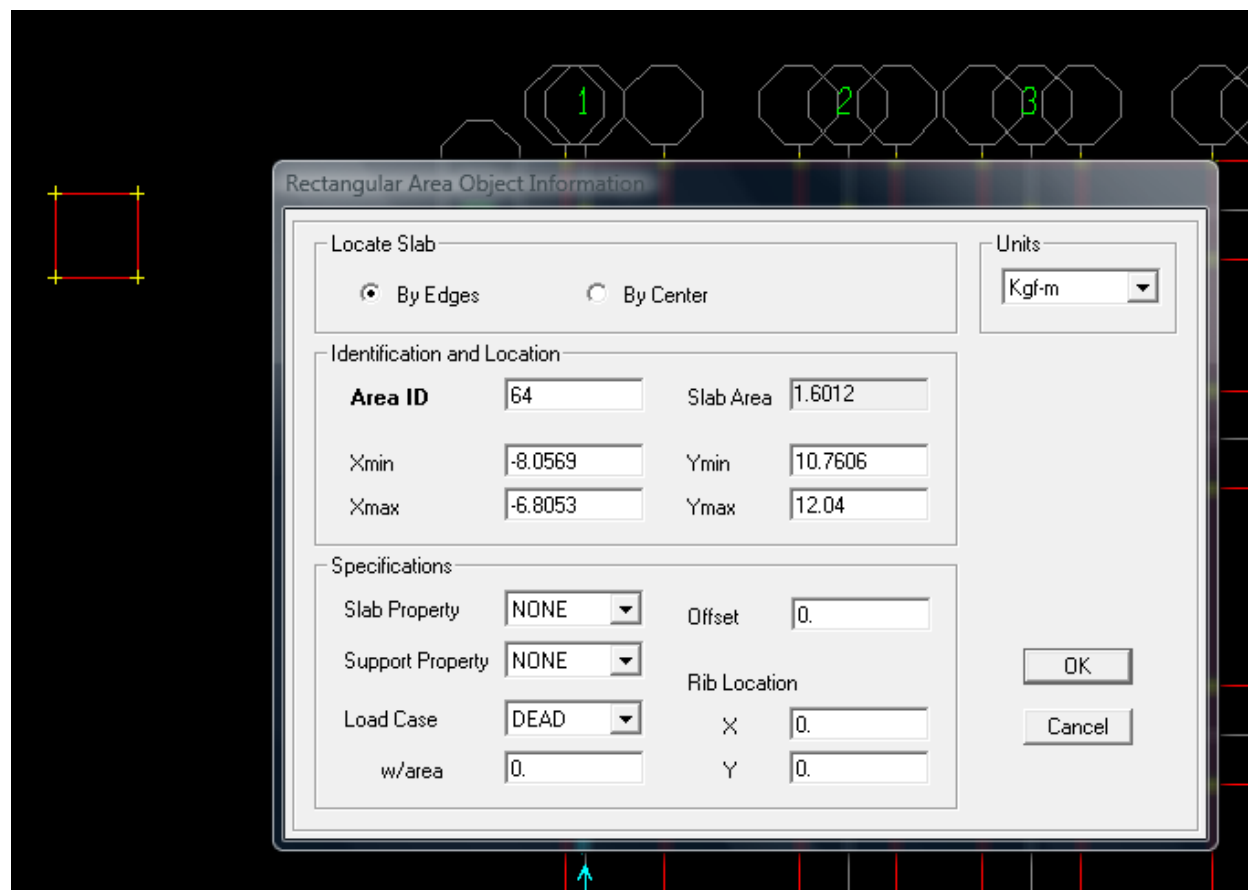 1 2 3
Rectangular Area Object Information
Locate Slab
By Edges By Center
Units
Kgf-m
Identification and Location
Area ID 64 Slab Area 1.6012
Xmin -8.0569 Ymin 10.7606
Xmax -6.8053 Ymax 12.04
Specifications
Slab Property NONE Offset 0.
Support Property NONE
Rib Location
Load Case DEAD X 0.
w/area 0. Y 0.
OK
Cancel